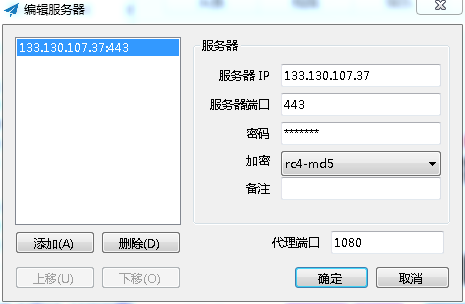 编辑服务器
133.130.107.37:443
服务器
服务器 IP 133.130.107.37
服务器端口 443
密码 *******
加密 rc4-md5
备注
添加(A) 删除(D)
代理端口 1080
上移(U) 下移(O)
确定 取消